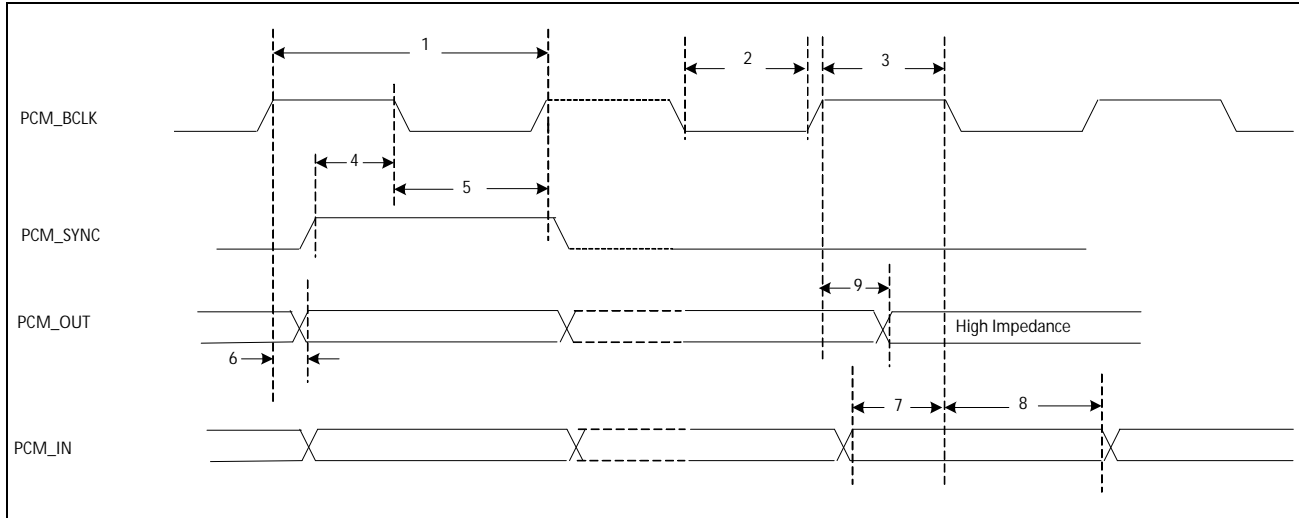 1
2
3
PCM_BCLK
4
5
PCM_SYNC
9
PCM_OUT
High Impedance
6
7
8
PCM_IN